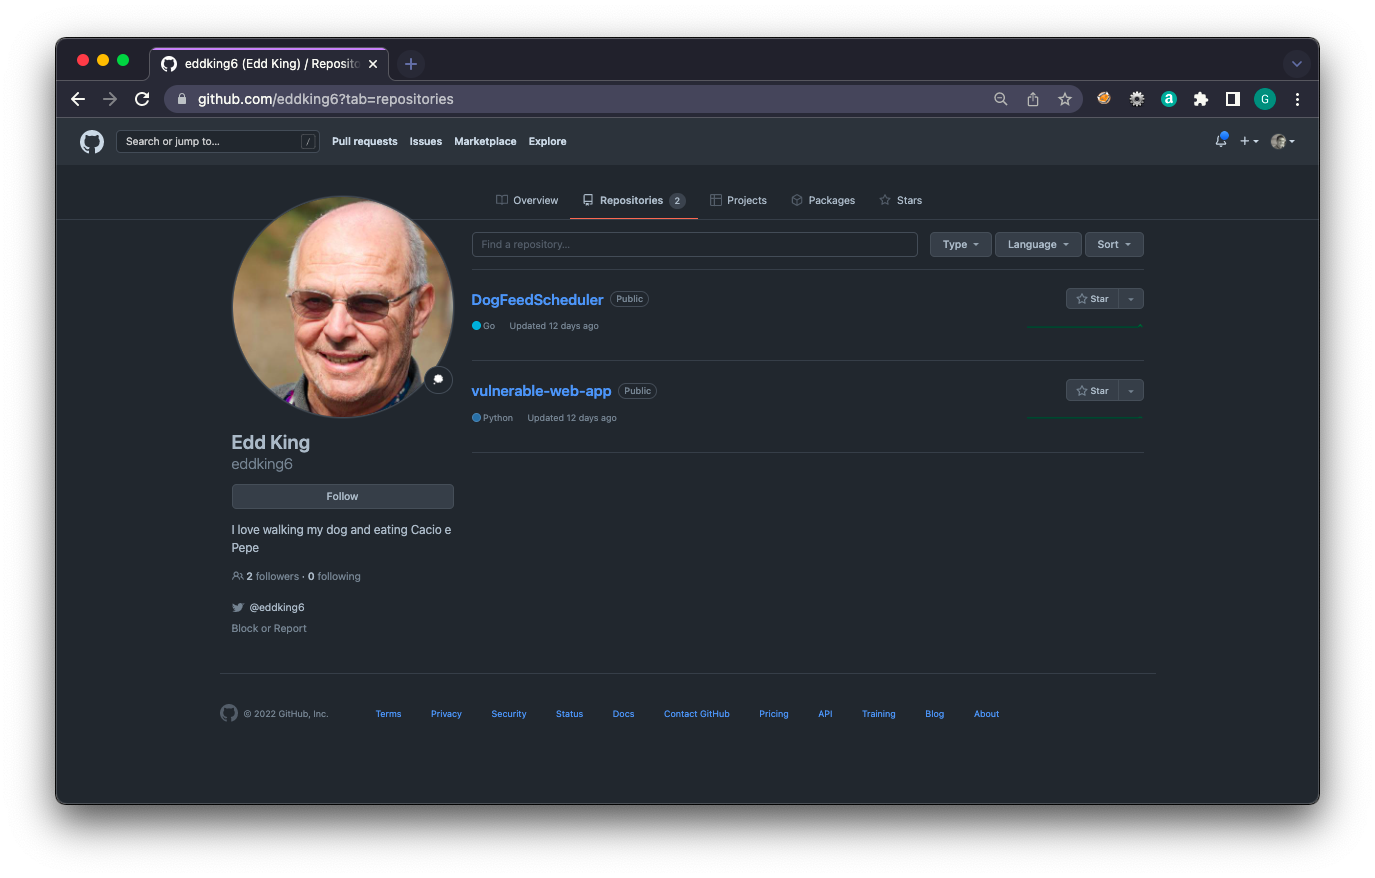 eddking6 (Edd King) / Reposito
github.com/eddking6?tab=repositories
a
G
Search or jump to...
/
Pull requests
Issues
Marketplace
Explore
Overview
Repositories 2
Projects
Packages
Stars
Find a repository...
Type
Language
Sort
DogFeedScheduler Public
Star
Go Updated 12 days ago
vulnerable-web-app Public
Star
Python Updated 12 days ago
Edd King
eddking6
Follow
I love walking my dog and eating Cacio e
Pepe
2 followers · 0 following
@eddking6
Block or Report
© 2022 GitHub, Inc. Terms Privacy Security Status Docs Contact GitHub Pricing API Training Blog About